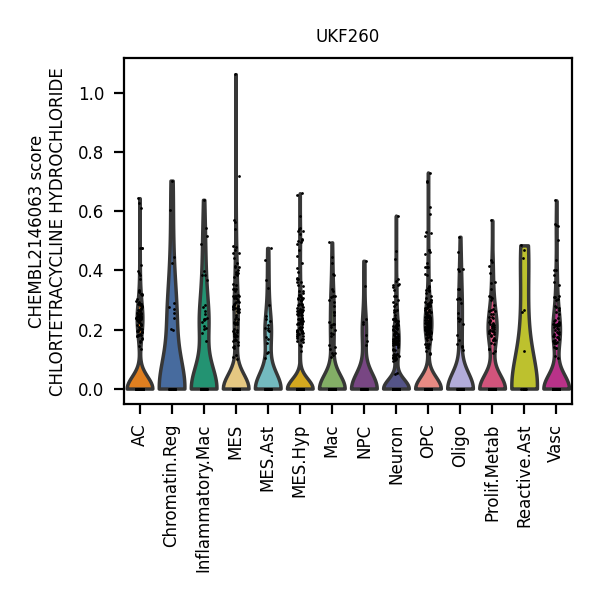 UKF260
CHEMBL2146063 score
CHLORTETRACYCLINE HYDROCHLORIDE
1.0
0.8
0.6
0.4
0.2
0.0
AC
Chromatin.Reg
Inflammatory.Mac
MES
MES.Ast
MES.Hyp
Mac
NPC
Neuron
OPC
Oligo
Prolif.Metab
Reactive.Ast
Vasc